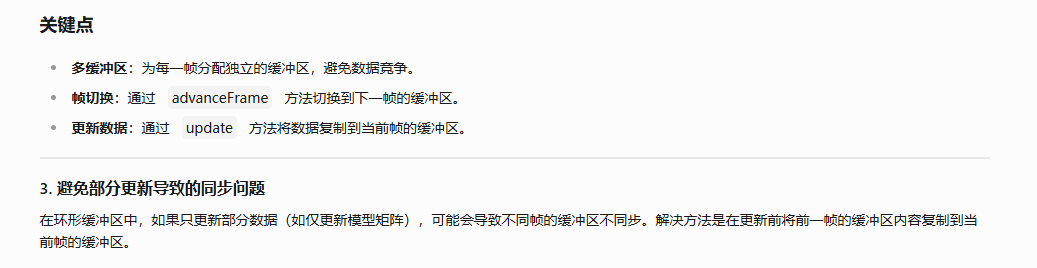 关键点
多缓冲区：为每一帧分配独立的缓冲区，避免数据竞争。
帧切换：通过 advanceFrame 方法切换到下一帧的缓冲区。
更新数据：通过 update 方法将数据复制到当前帧的缓冲区。
3. 避免部分更新导致的同步问题
在环形缓冲区中，如果只更新部分数据（如仅更新模型矩阵），可能会导致不同帧的缓冲区不同步。解决方法是在更新前将前一帧的缓冲区内容复制到当
前帧的缓冲区。